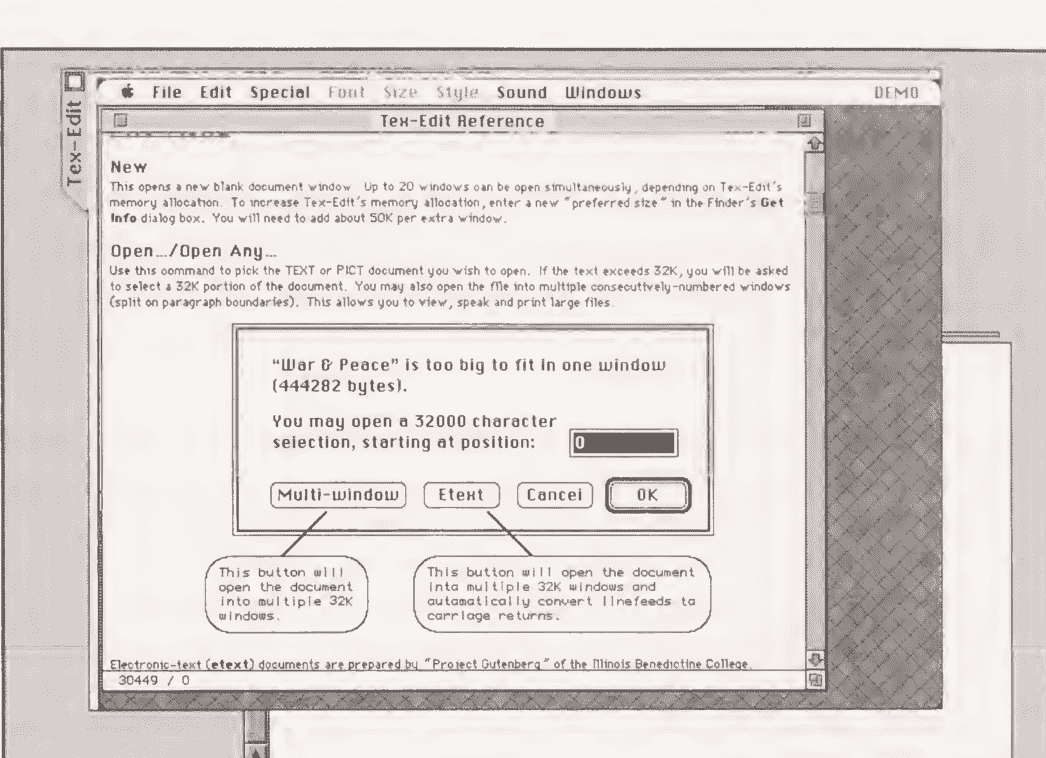 Tex-Edit
File Edit Special Font Size Style Sound Windows DEMO
Tex-Edit Reference
New
This opens a new blank document window. Up to 20 windows can be open simultaneously, depending on Tex-Edit's
memory allocation. To increase Tex-Edit's memory allocation, enter a new "preferred size" in the Finder's Get
Info dialog box. You will need to add about 50K per extra window.
Open.../Open Any...
Use this command to pick the TEXT or PICT document you wish to open. If the text exceeds 32K, you will be asked
to select a 32K portion of the document. You may also open the file into multiple consecutively-numbered windows
(split on paragraph boundaries). This allows you to view, speak and print large files.
"War & Peace" is too big to fit in one window
(444282 bytes).
You may open a 32000 character
selection, starting at position: 0
Multi-window Etext Cancel OK
This button will
open the document
into multiple 32K
windows.
This button will open the document
into multiple 32K windows and
automatically convert linefeeds to
carriage returns.
Electronic-text (etext) documents are prepared by "Project Gutenberg" of the Illinois Benedictine College.
30449 / 0